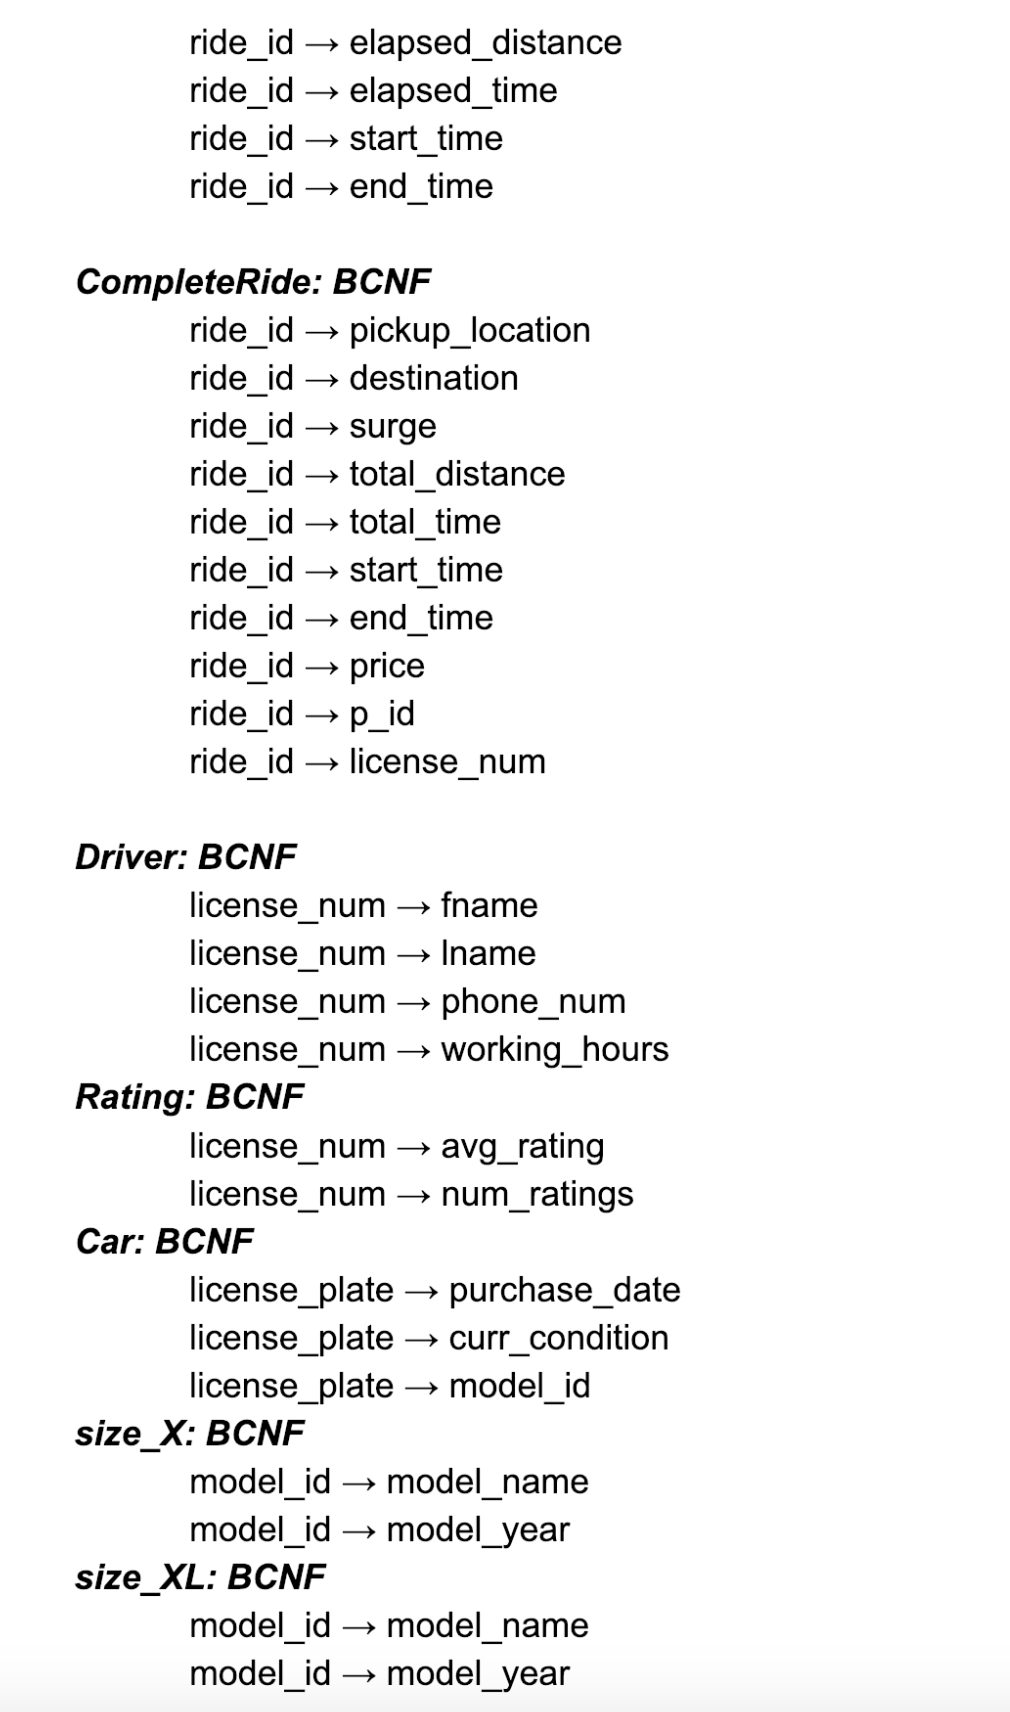 ride_id → elapsed_distance
ride_id → elapsed_time
ride_id → start_time
ride_id → end_time
CompleteRide: BCNF
ride_id → pickup_location
ride_id → destination
ride_id → surge
ride_id → total_distance
ride_id → total_time
ride_id → start_time
ride_id → end_time
ride_id → price
ride_id → p_id
ride_id → license_num
Driver: BCNF
license_num → fname
license_num → lname
license_num → phone_num
license_num → working_hours
Rating: BCNF
license_num → avg_rating
license_num → num_ratings
Car: BCNF
license_plate → purchase_date
license_plate → curr_condition
license_plate → model_id
size_X: BCNF
model_id → model_name
model_id → model_year
size_XL: BCNF
model_id → model_name
model_id → model_year